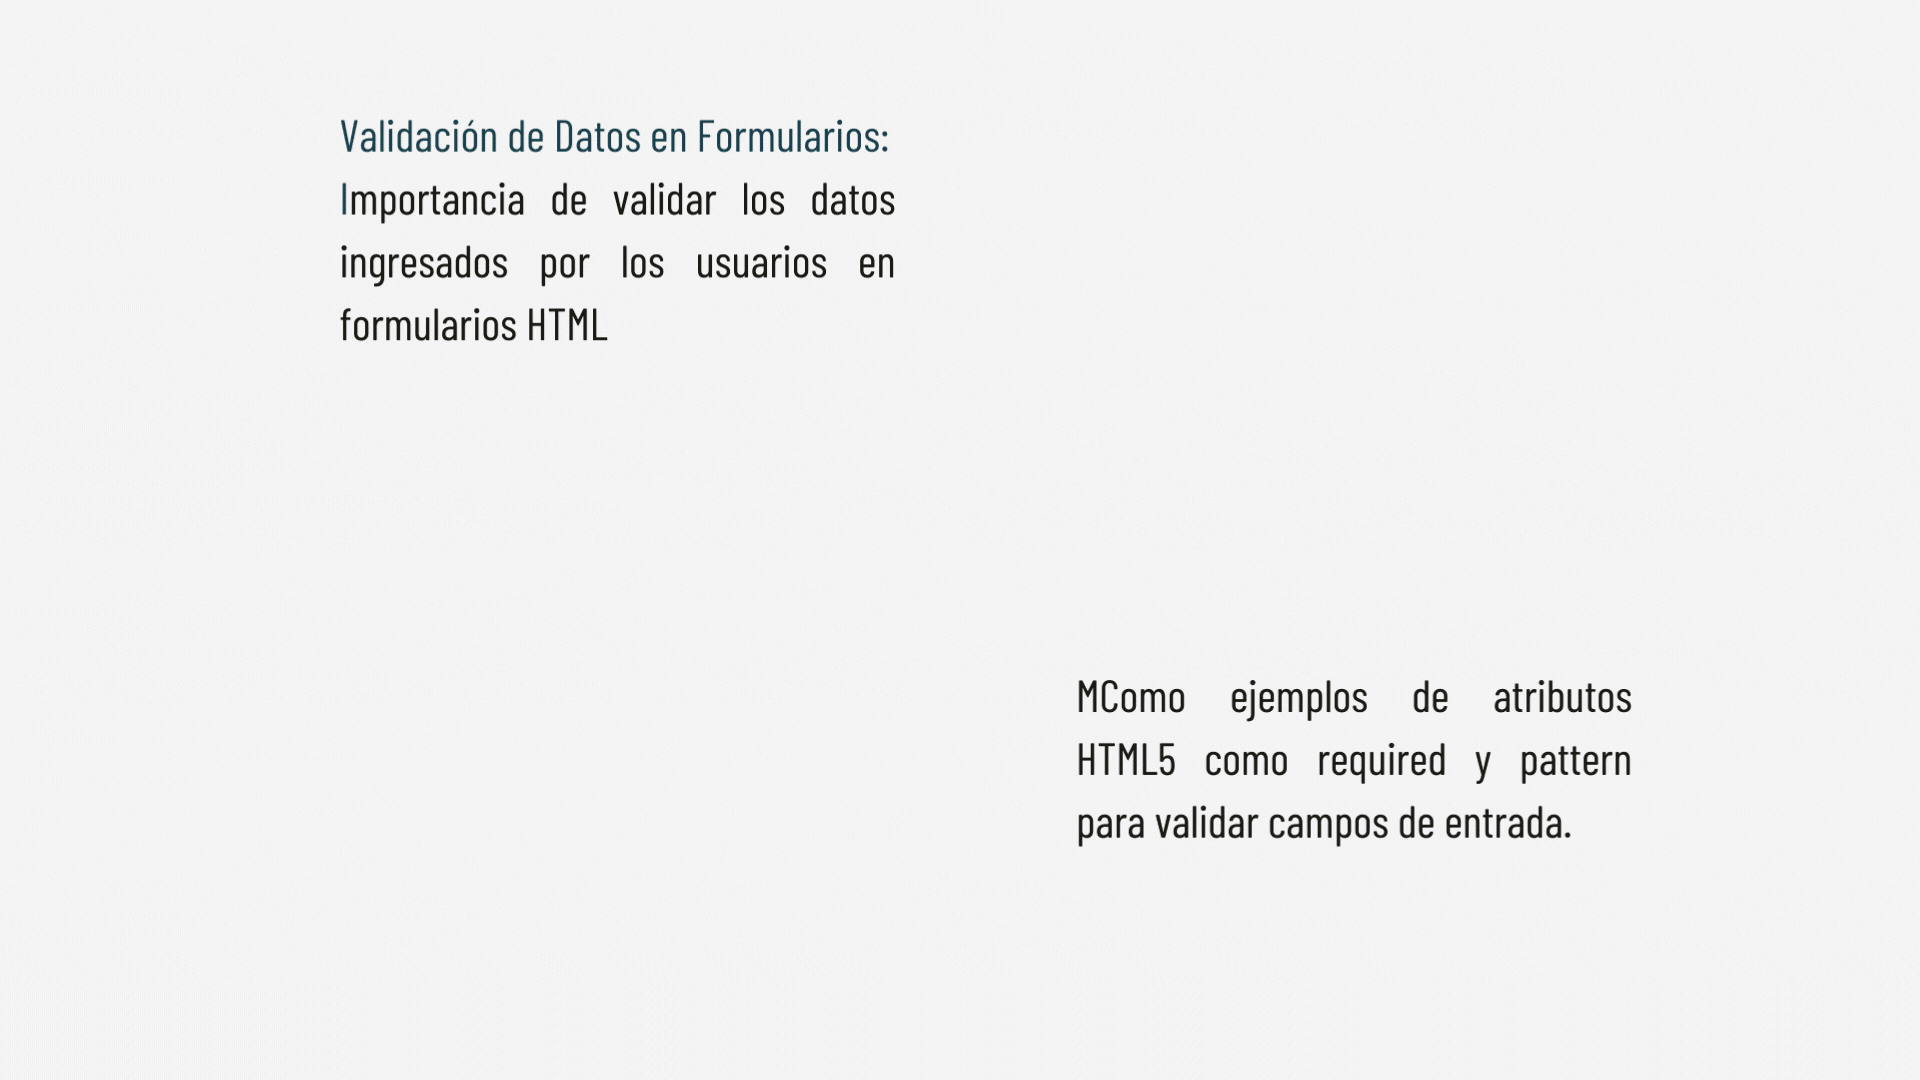 Validación de Datos en Formularios:
Importancia de validar los datos
ingresados por los usuarios en
formularios HTML
MComo ejemplos de atributos
HTML5 como required y pattern
para validar campos de entrada.